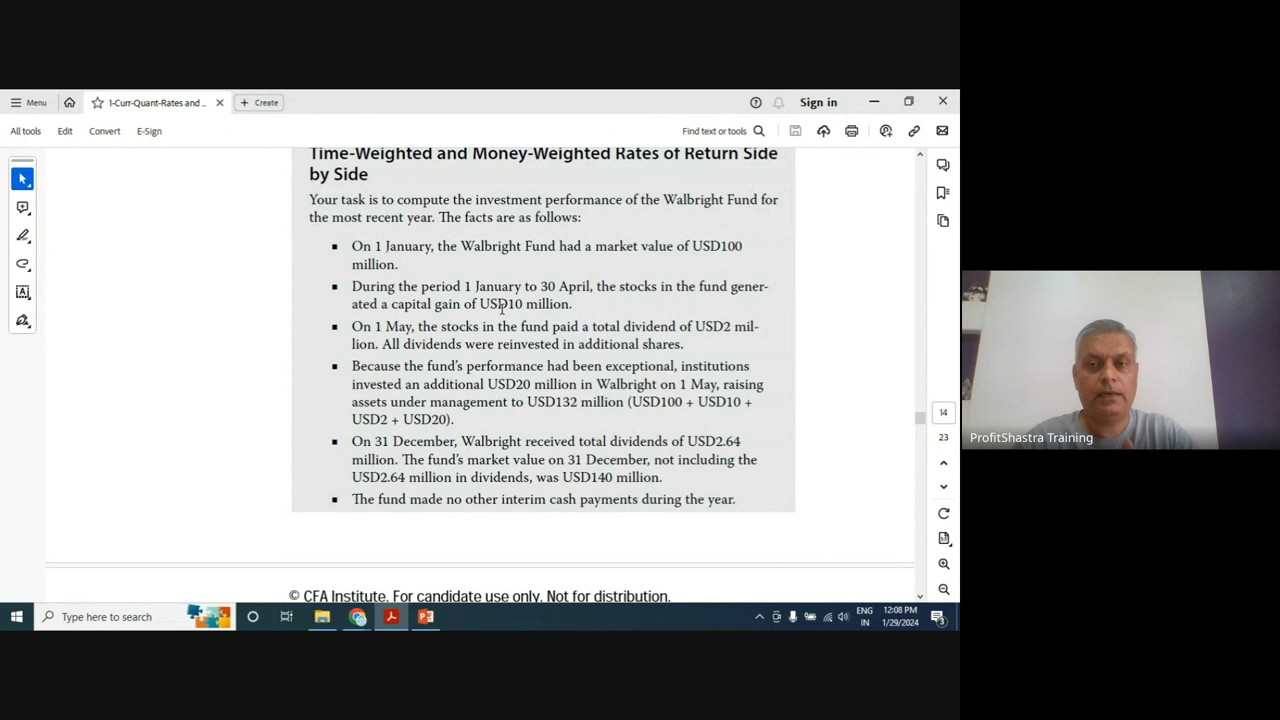 Menu
1-Curr-Quant-Rates and ...
Create
Sign in
All tools
Edit
Convert
E-Sign
Find text or tools
Time-Weighted and Money-Weighted Rates of Return Side
by Side
Your task is to compute the investment performance of the Walbright Fund for
the most recent year. The facts are as follows:
■ On 1 January, the Walbright Fund had a market value of USD100
million.
■ During the period 1 January to 30 April, the stocks in the fund gener-
ated a capital gain of USD10 million.
■ On 1 May, the stocks in the fund paid a total dividend of USD2 mil-
lion. All dividends were reinvested in additional shares.
■ Because the fund's performance had been exceptional, institutions
invested an additional USD20 million in Walbright on 1 May, raising
assets under management to USD132 million (USD100 + USD10 +
USD2 + USD20).
■ On 31 December, Walbright received total dividends of USD2.64
million. The fund's market value on 31 December, not including the
USD2.64 million in dividends, was USD140 million.
■ The fund made no other interim cash payments during the year.
© CFA Institute. For candidate use only. Not for distribution.
14
23
ProfitShastra Training
Type here to search
ENG
IN
12:08 PM
1/29/2024
3